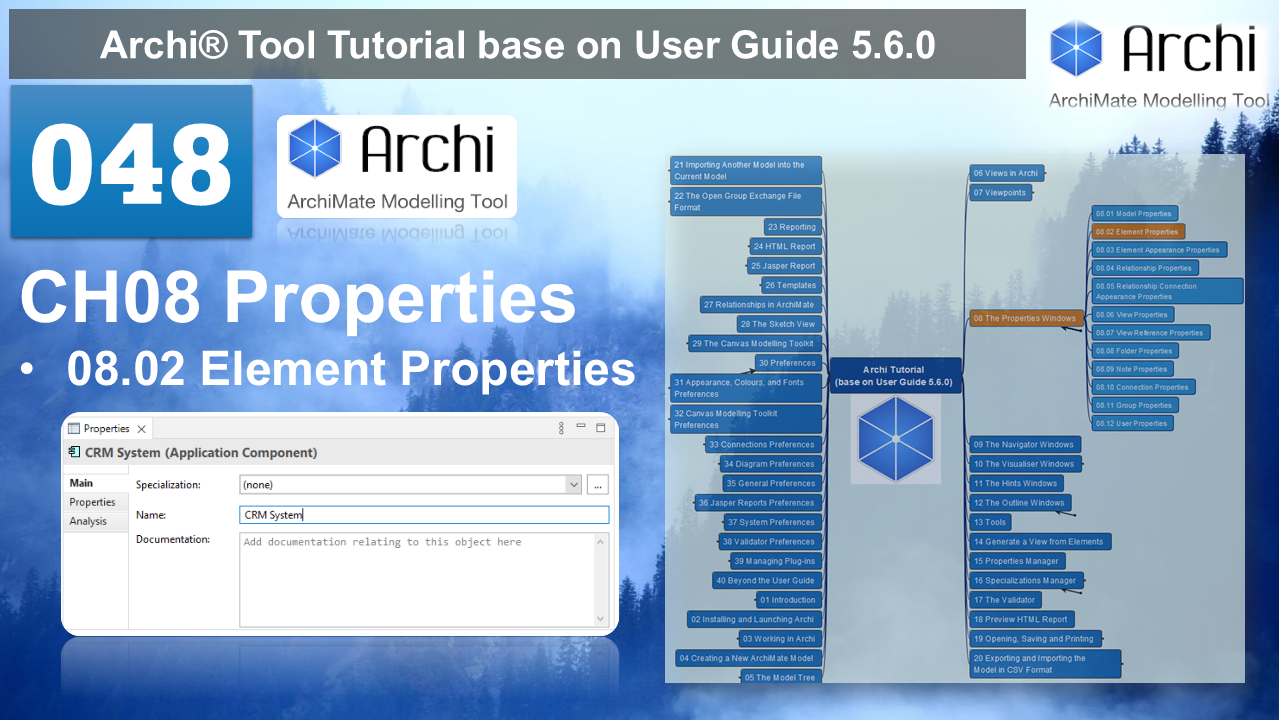 Archi® Tool Tutorial base on User Guide 5.6.0
Archi
ArchiMate Modelling Tool
048
Archi
ArchiMate Modelling Tool
CH08 Properties
• 08.02 Element Properties
Properties
CRM System (Application Component)
Main
Properties
Analysis
Specialization:
(none)
...
Name:
CRM System
Documentation:
Add documentation relating to this object here
21 Importing Another Model into the
Current Model
22 The Open Group Exchange File
Format
23 Reporting
24 HTML Report
25 Jasper Report
26 Templates
27 Relationships in ArchiMate
28 The Sketch View
29 The Canvas Modelling Toolkit
30 Preferences
31 Appearance, Colours, and Fonts
Preferences
32 Canvas Modelling Toolkit
Preferences
33 Connections Preferences
34 Diagram Preferences
35 General Preferences
36 Jasper Reports Preferences
37 System Preferences
38 Validator Preferences
39 Managing Plug-ins
40 Beyond the User Guide
01 Introduction
02 Installing and Launching Archi
03 Working in Archi
04 Creating a New ArchiMate Model
05 The Model Tree
Archi Tutorial
(base on User Guide 5.6.0)
06 Views in Archi
07 Viewpoints
08 The Properties Windows
08.01 Model Properties
08.02 Element Properties
08.03 Element Appearance Properties
08.04 Relationship Properties
08.05 Relationship Connection
Appearance Properties
08.06 View Properties
08.07 View Reference Properties
08.08 Folder Properties
08.09 Note Properties
08.10 Connection Properties
08.11 Group Properties
08.12 User Properties
09 The Navigator Windows
10 The Visualiser Windows
11 The Hints Windows
12 The Outline Windows
13 Tools
14 Generate a View from Elements
15 Properties Manager
16 Specializations Manager
17 The Validator
18 Preview HTML Report
19 Opening, Saving and Printing
20 Exporting and Importing the
Model in CSV Format